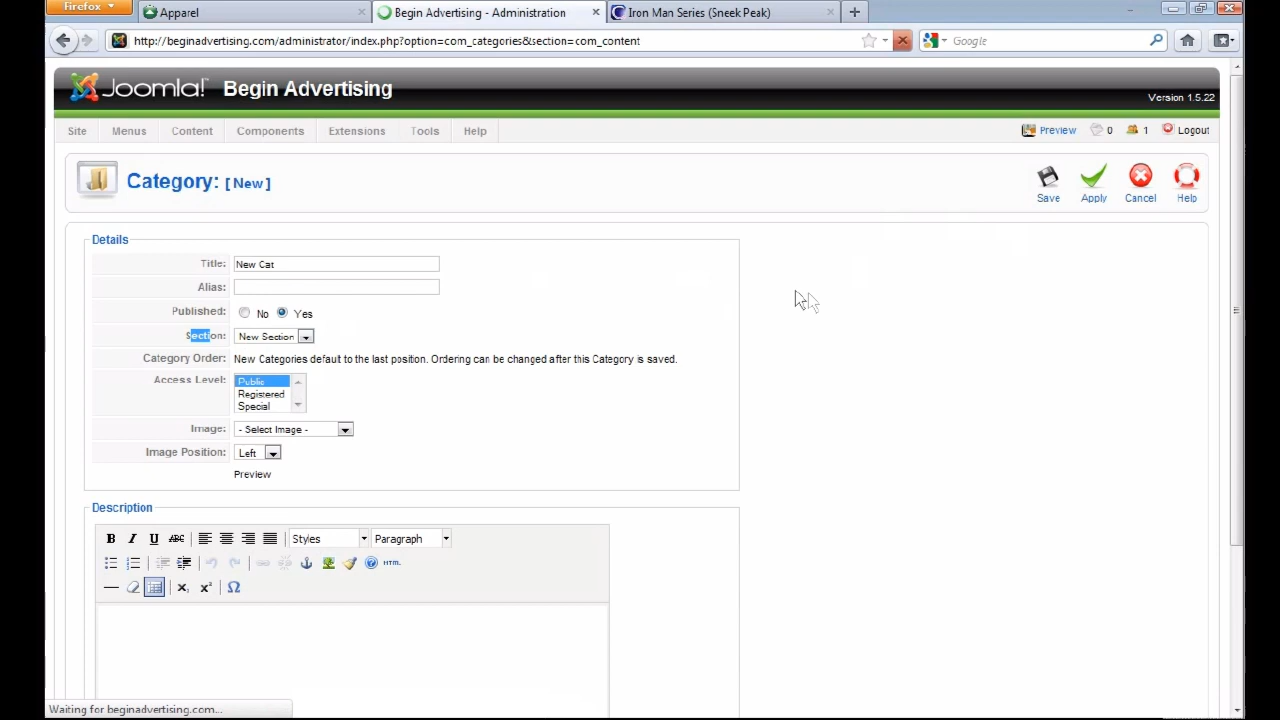 Firefox
Apparel
Begin Advertising - Administration
Iron Man Series (Sneek Peak)
http://beginadvertising.com/administrator/index.php?option=com_categories&section=com_content
Google
Joomla! Begin Advertising
Version 1.5.22
Site Menus Content Components Extensions Tools Help
Preview 0 1 Logout
Category: [ New ]
Save Apply Cancel Help
Details
Title: New Cat
Alias:
Published: No Yes
Section: New Section
Category Order: New Categories default to the last position. Ordering can be changed after this Category is saved.
Access Level: Public
Registered
Special
Image: - Select Image -
Image Position: Left
Preview
Description
B I U ABC Styles Paragraph
HTML
x, x² Ω
Waiting for beginadvertising.com...